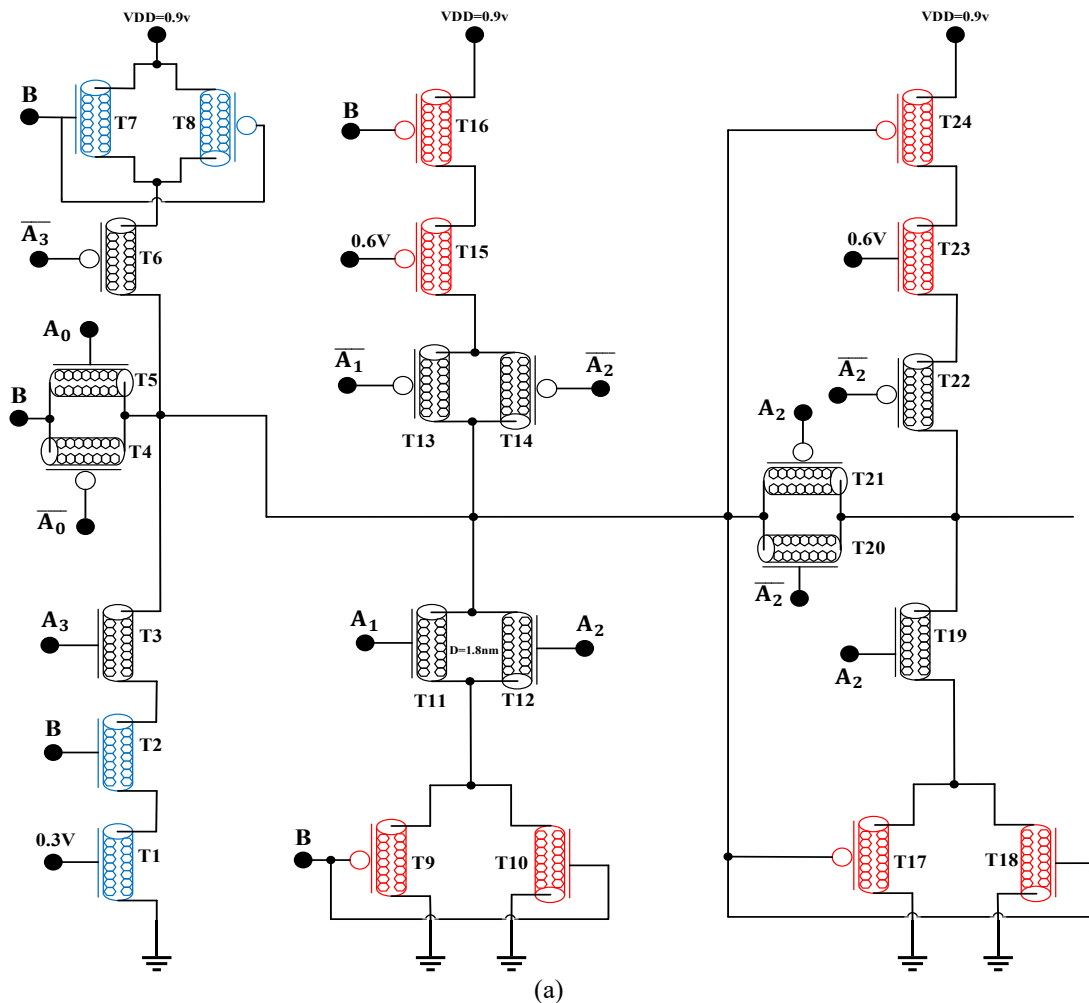 VDD=0.9v
VDD=0.9v
VDD=0.9v
B
T7
T8
B
T16
T24
A̅₃
T6
0.6V
T15
0.6V
T23
A₀
T5
B
T4
A̅₀
A̅₁
A̅₂
T13
T14
A̅₂
T22
A₂
T21
T20
A̅₂
A₃
T3
A₁
D=1.8nm
A₂
T11
T12
T19
A₂
B
T2
0.3V
T1
B
T9
T10
T17
T18
(a)